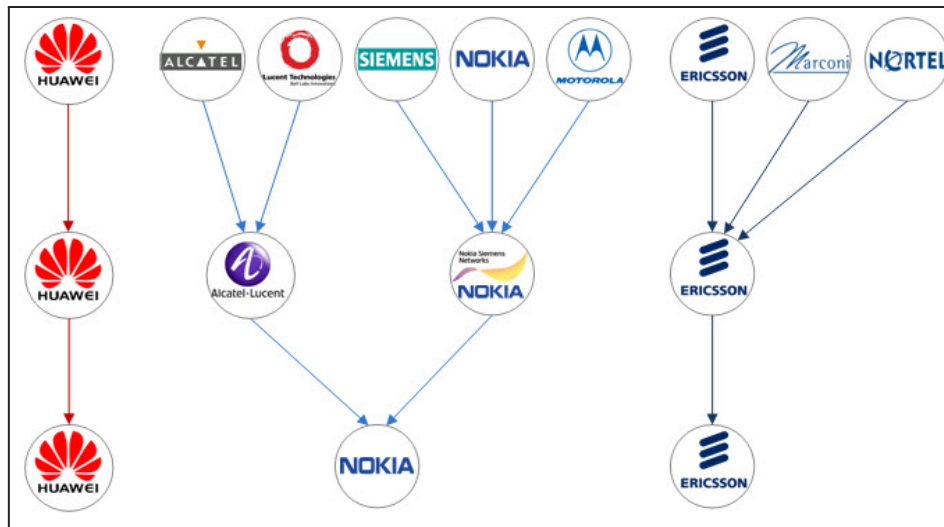 HUAWEI
ALCATEL
Lucent Technologies
Bell Labs Innovations
SIEMENS
NOKIA
MOTOROLA
ERICSSON
Marconi
NORTEL
HUAWEI
Alcatel·Lucent
Nokia Siemens
Networks
NOKIA
ERICSSON
HUAWEI
NOKIA
ERICSSON